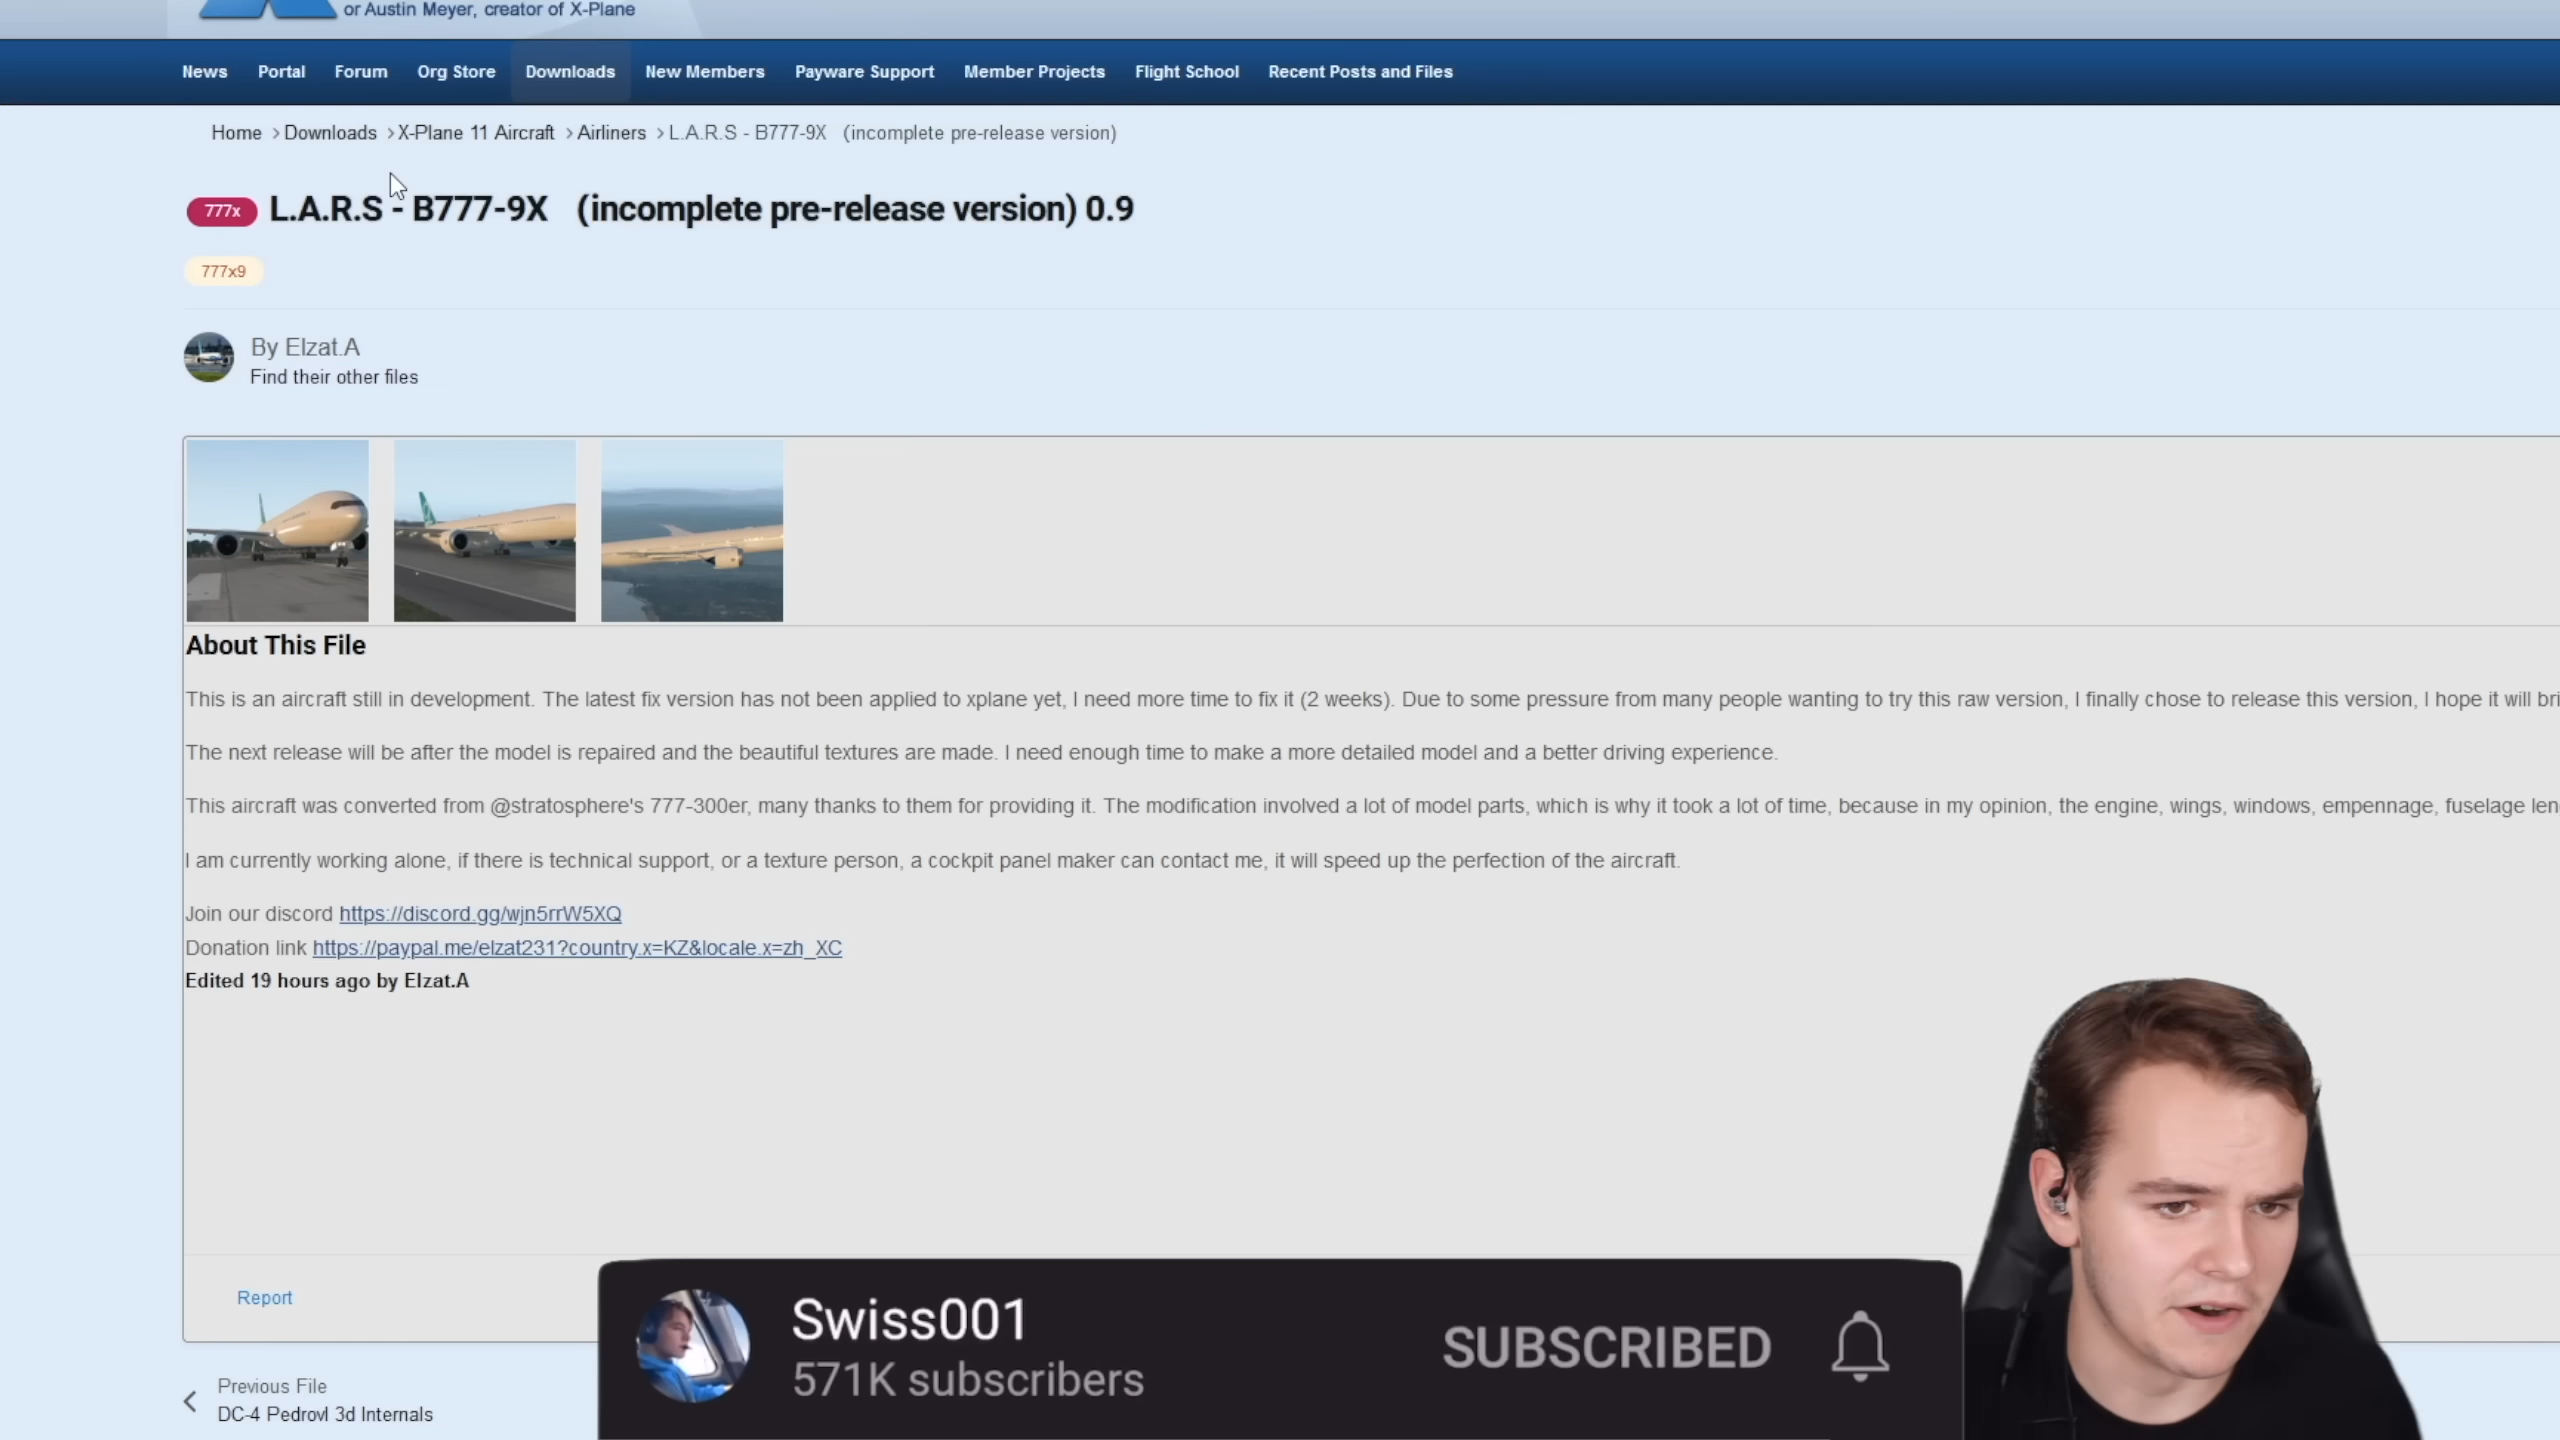 or Austin Meyer, creator of X-Plane
News Portal Forum Org Store Downloads New Members Payware Support Member Projects Flight School Recent Posts and Files
Home > Downloads > X-Plane 11 Aircraft > Airliners > L.A.R.S - B777-9X (incomplete pre-release version)
777x L.A.R.S - B777-9X (incomplete pre-release version) 0.9
777x9
By Elzat.A
Find their other files
About This File
This is an aircraft still in development. The latest fix version has not been applied to xplane yet, I need more time to fix it (2 weeks). Due to some pressure from many people wanting to try this raw version, I finally chose to release this version, I hope it will bri
The next release will be after the model is repaired and the beautiful textures are made. I need enough time to make a more detailed model and a better driving experience.
This aircraft was converted from @stratosphere's 777-300er, many thanks to them for providing it. The modification involved a lot of model parts, which is why it took a lot of time, because in my opinion, the engine, wings, windows, empennage, fuselage len
I am currently working alone, if there is technical support, or a texture person, a cockpit panel maker can contact me, it will speed up the perfection of the aircraft.
Join our discord https://discord.gg/wjn5rrW5XQ
Donation link https://paypal.me/elzat231?country.x=KZ&locale.x=zh_XC
Edited 19 hours ago by Elzat.A
Report
Previous File
DC-4 Pedrovl 3d Internals
Swiss001
571K subscribers
SUBSCRIBED